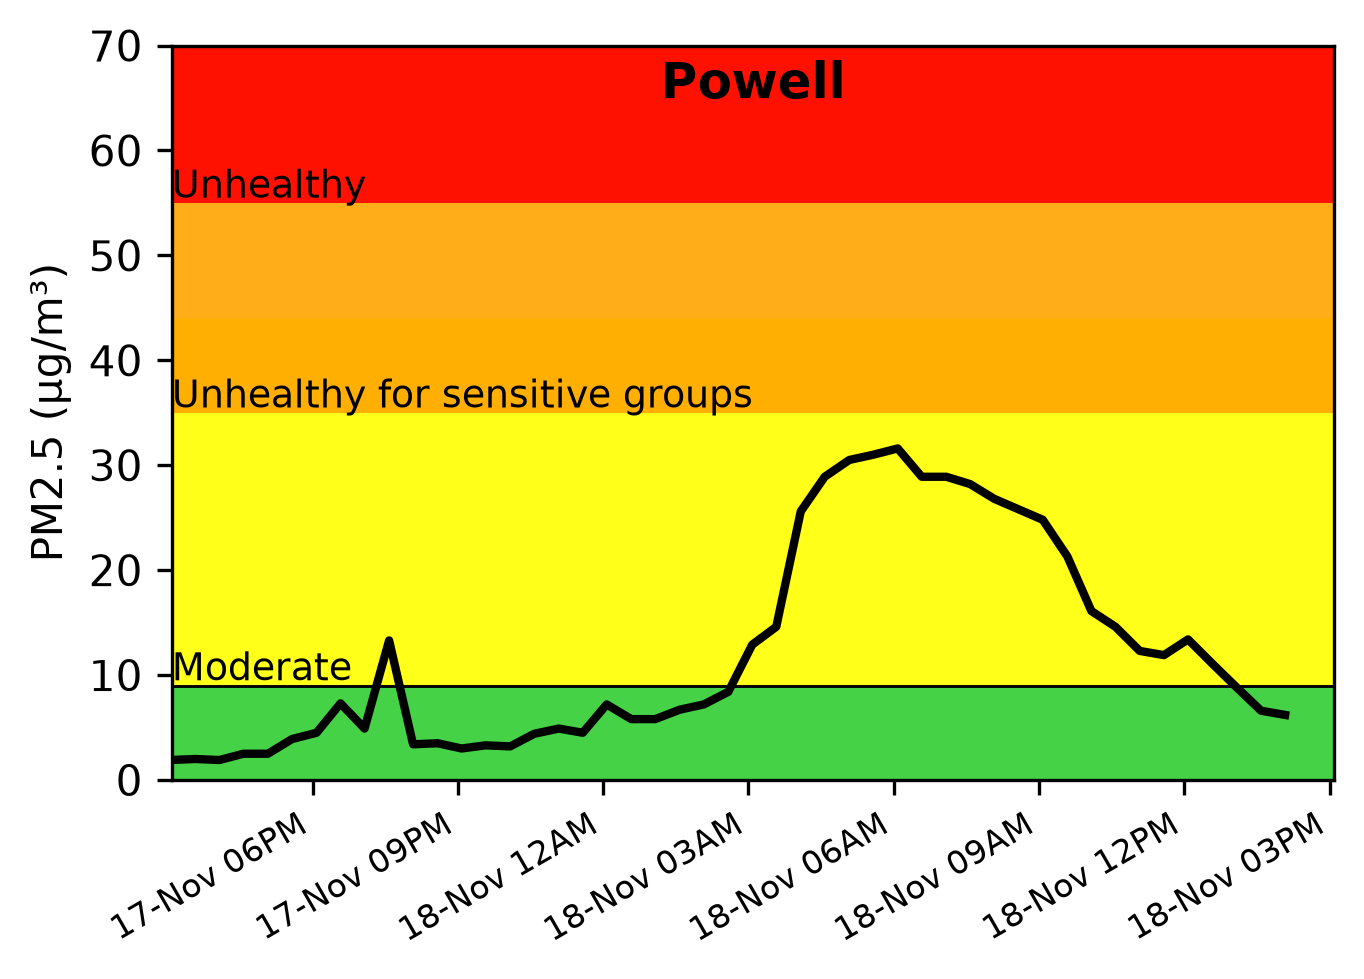 Powell
70
60
50
40
30
20
10
0
PM2.5 (µg/m³)
Unhealthy
Unhealthy for sensitive groups
Moderate
17-Nov 06PM
17-Nov 09PM
18-Nov 12AM
18-Nov 03AM
18-Nov 06AM
18-Nov 09AM
18-Nov 12PM
18-Nov 03PM